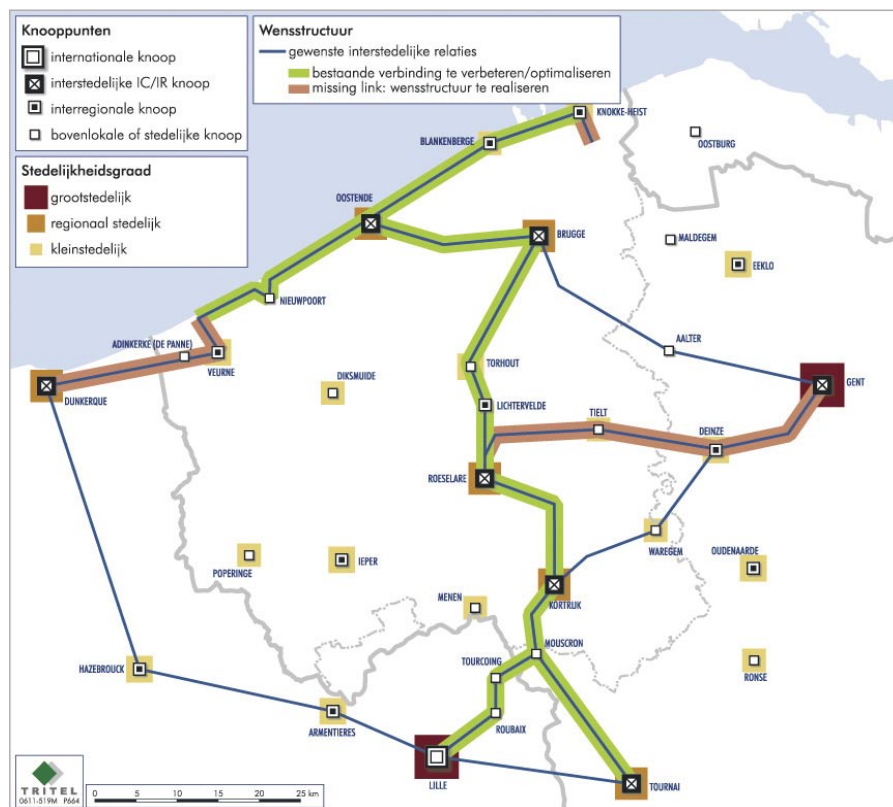 Knooppunten
internationale knoop
interstedelijke IC/IR knoop
interregionale knoop
bovenlokale of stedelijke knoop
Stedelijkheidsgraad
grootstedelijk
regionaal stedelijk
kleinstedelijk
Wensstructuur
gewenste interstedelijke relaties
bestaande verbinding te verbeteren/optimaliseren
missing link: wensstructuur te realiseren
KNOKKE-HEIST
OOSTBURG
BLANKENBERGE
OOSTENDE
BRUGGE
MALDEGEM
EEKLO
NIEUWPOORT
ADINKERKE (DE PANNE)
VEURNE
AALTER
DUNKERQUE
DIKSMUIDE
TORHOUT
GENT
LICHTERVELDE
TIELT
DEINZE
ROESELARE
WAREGEM
OUDENAARDE
POPERINGE
IEPER
MENEN
KORTRIJK
MOUSCRON
HAZEBROUCK
TOURCOING
RONSE
ROUBAIX
ARMENTIERES
LILLE
TOURNAI
TRITEL
0611-519M P664
0 5 10 15 20 25 km